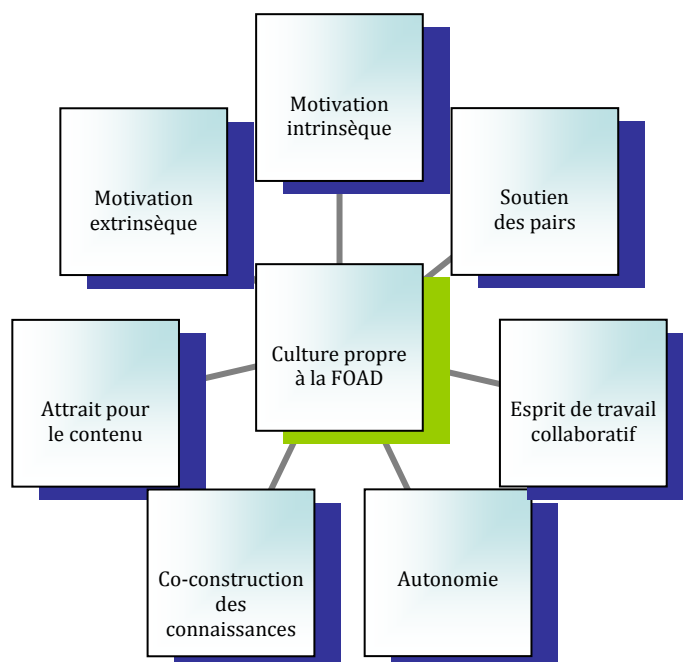 Motivation
intrinsèque
Motivation
extrinsèque
Soutien
des pairs
Culture propre
à la FOAD
Attrait pour
le contenu
Esprit de travail
collaboratif
Co-construction
des
connaissances
Autonomie